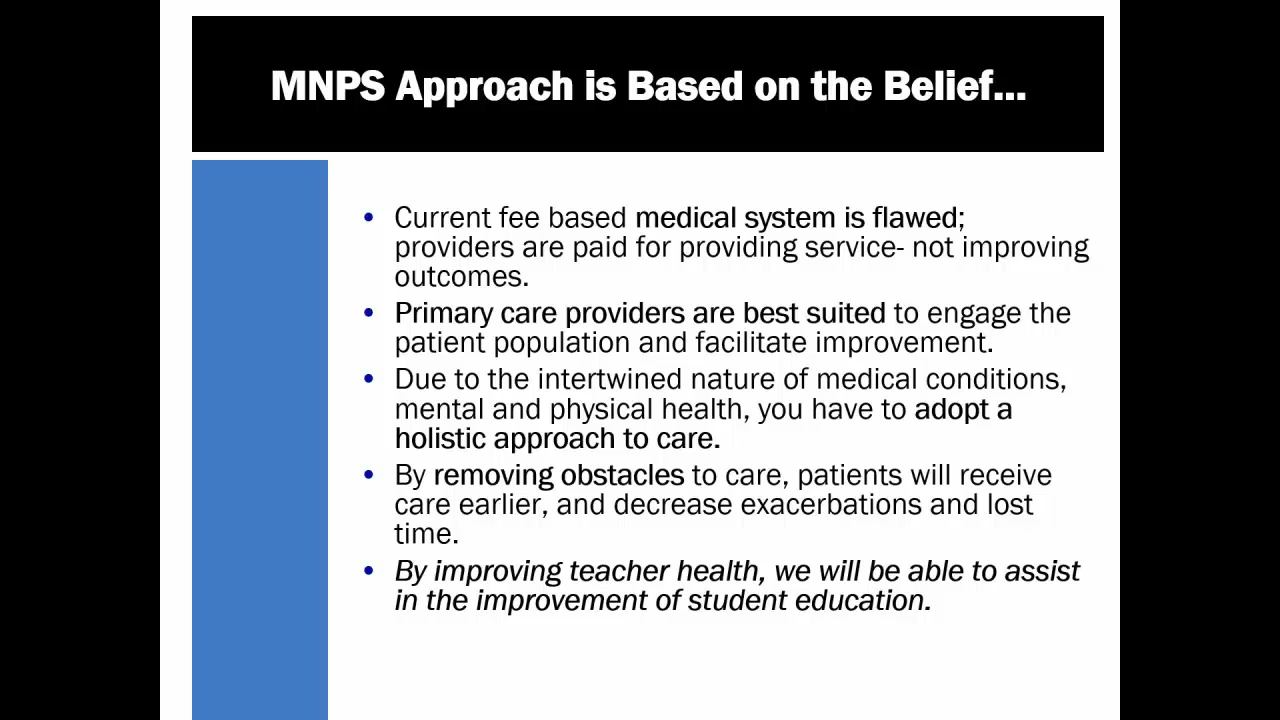 MNPS Approach is Based on the Belief...
• Current fee based medical system is flawed;
providers are paid for providing service- not improving
outcomes.
• Primary care providers are best suited to engage the
patient population and facilitate improvement.
• Due to the intertwined nature of medical conditions,
mental and physical health, you have to adopt a
holistic approach to care.
• By removing obstacles to care, patients will receive
care earlier, and decrease exacerbations and lost
time.
• By improving teacher health, we will be able to assist
in the improvement of student education.